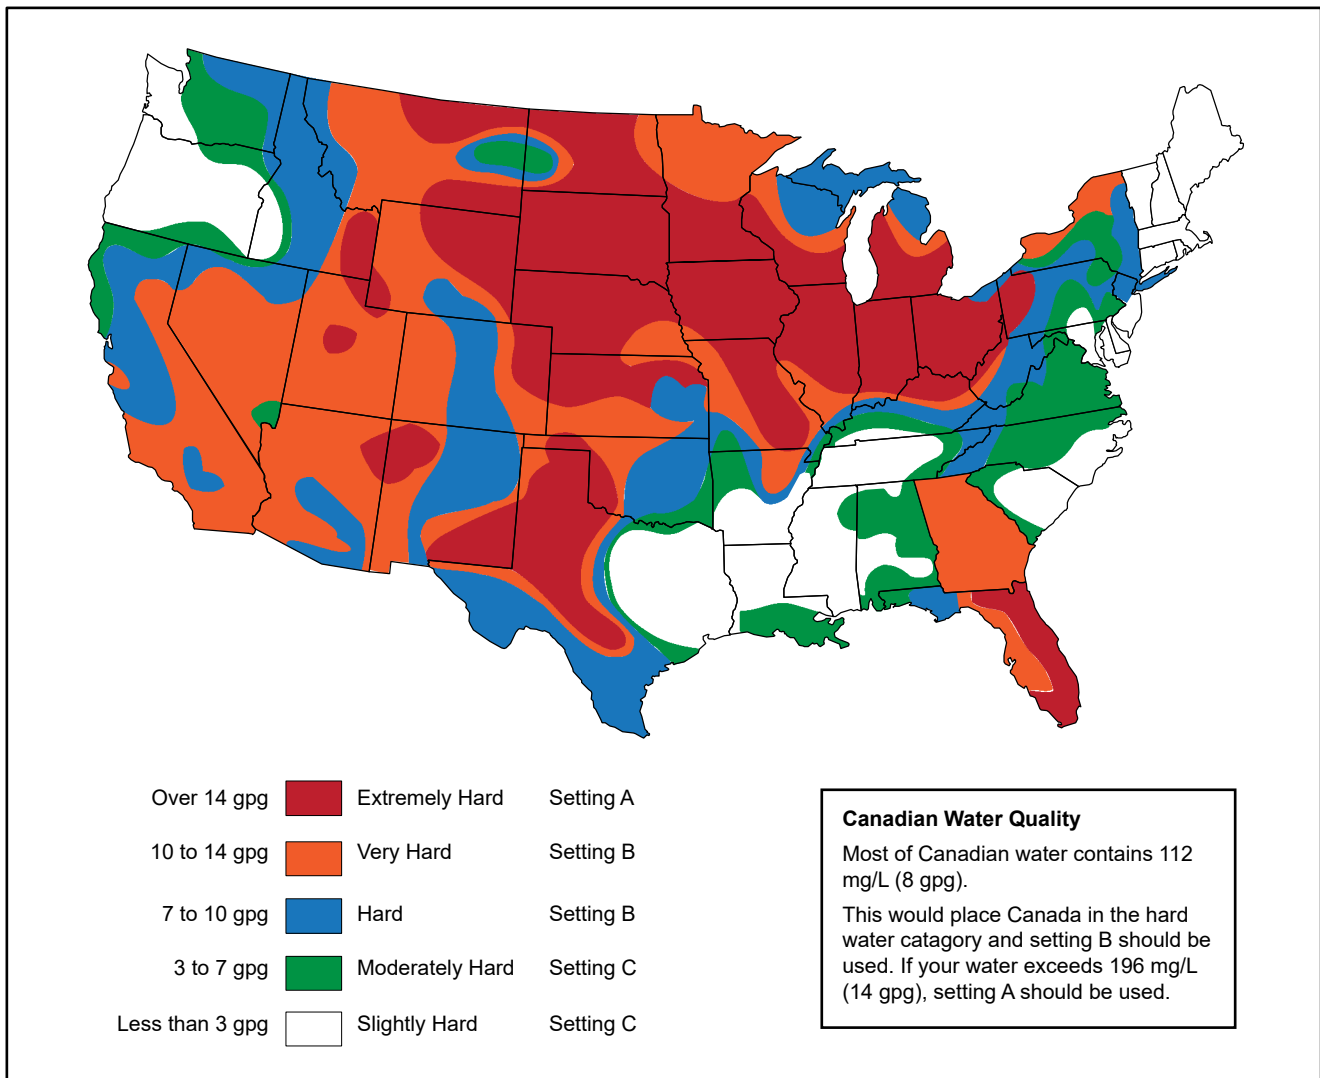 Over 14 gpg Extremely Hard Setting A
10 to 14 gpg Very Hard Setting B
7 to 10 gpg Hard Setting B
3 to 7 gpg Moderately Hard Setting C
Less than 3 gpg Slightly Hard Setting C
Canadian Water Quality
Most of Canadian water contains 112
mg/L (8 gpg).
This would place Canada in the hard
water catagory and setting B should be
used. If your water exceeds 196 mg/L
(14 gpg), setting A should be used.